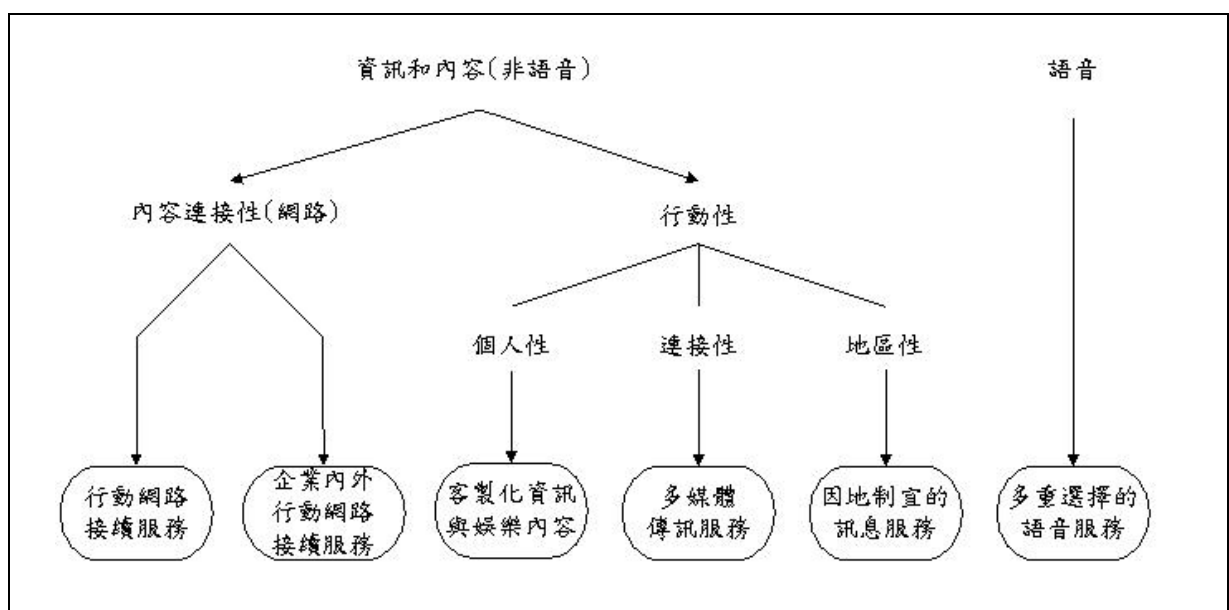 資訊和內容(非語音)
語音
內容連接性(網路)
行動性
個人性
連接性
地區性
行動網路
接續服務
企業內外
行動網路
接續服務
客製化資訊
與娛樂內容
多媒體
傳訊服務
因地制宜的
訊息服務
多重選擇的
語音服務